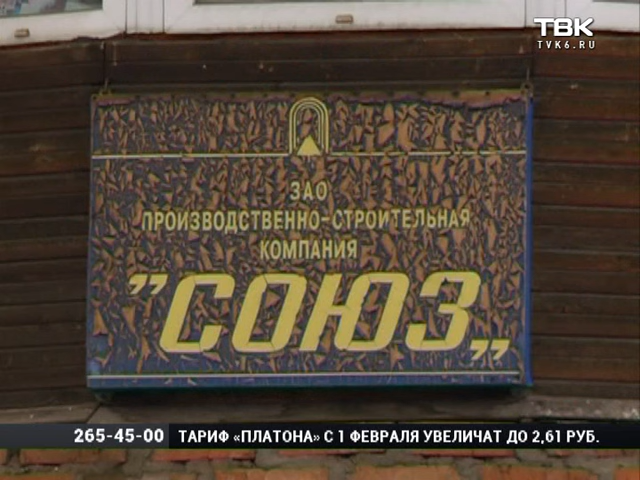 ТВК
TVK6.RU
ЗАО
ПРОИЗВОДСТВЕННО-СТРОИТЕЛЬНАЯ
КОМПАНИЯ
"СОЮЗ„
265-45-00 ТАРИФ «ПЛАТОНА» С 1 ФЕВРАЛЯ УВЕЛИЧАТ ДО 2,61 РУБ.